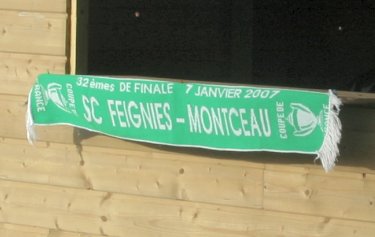 32èmes DE FINALE 7 JANVIER 2007
SC FEIGNIES - MONTCEAU
COUPE DE
FRANCE
COUPE DE
FRANCE